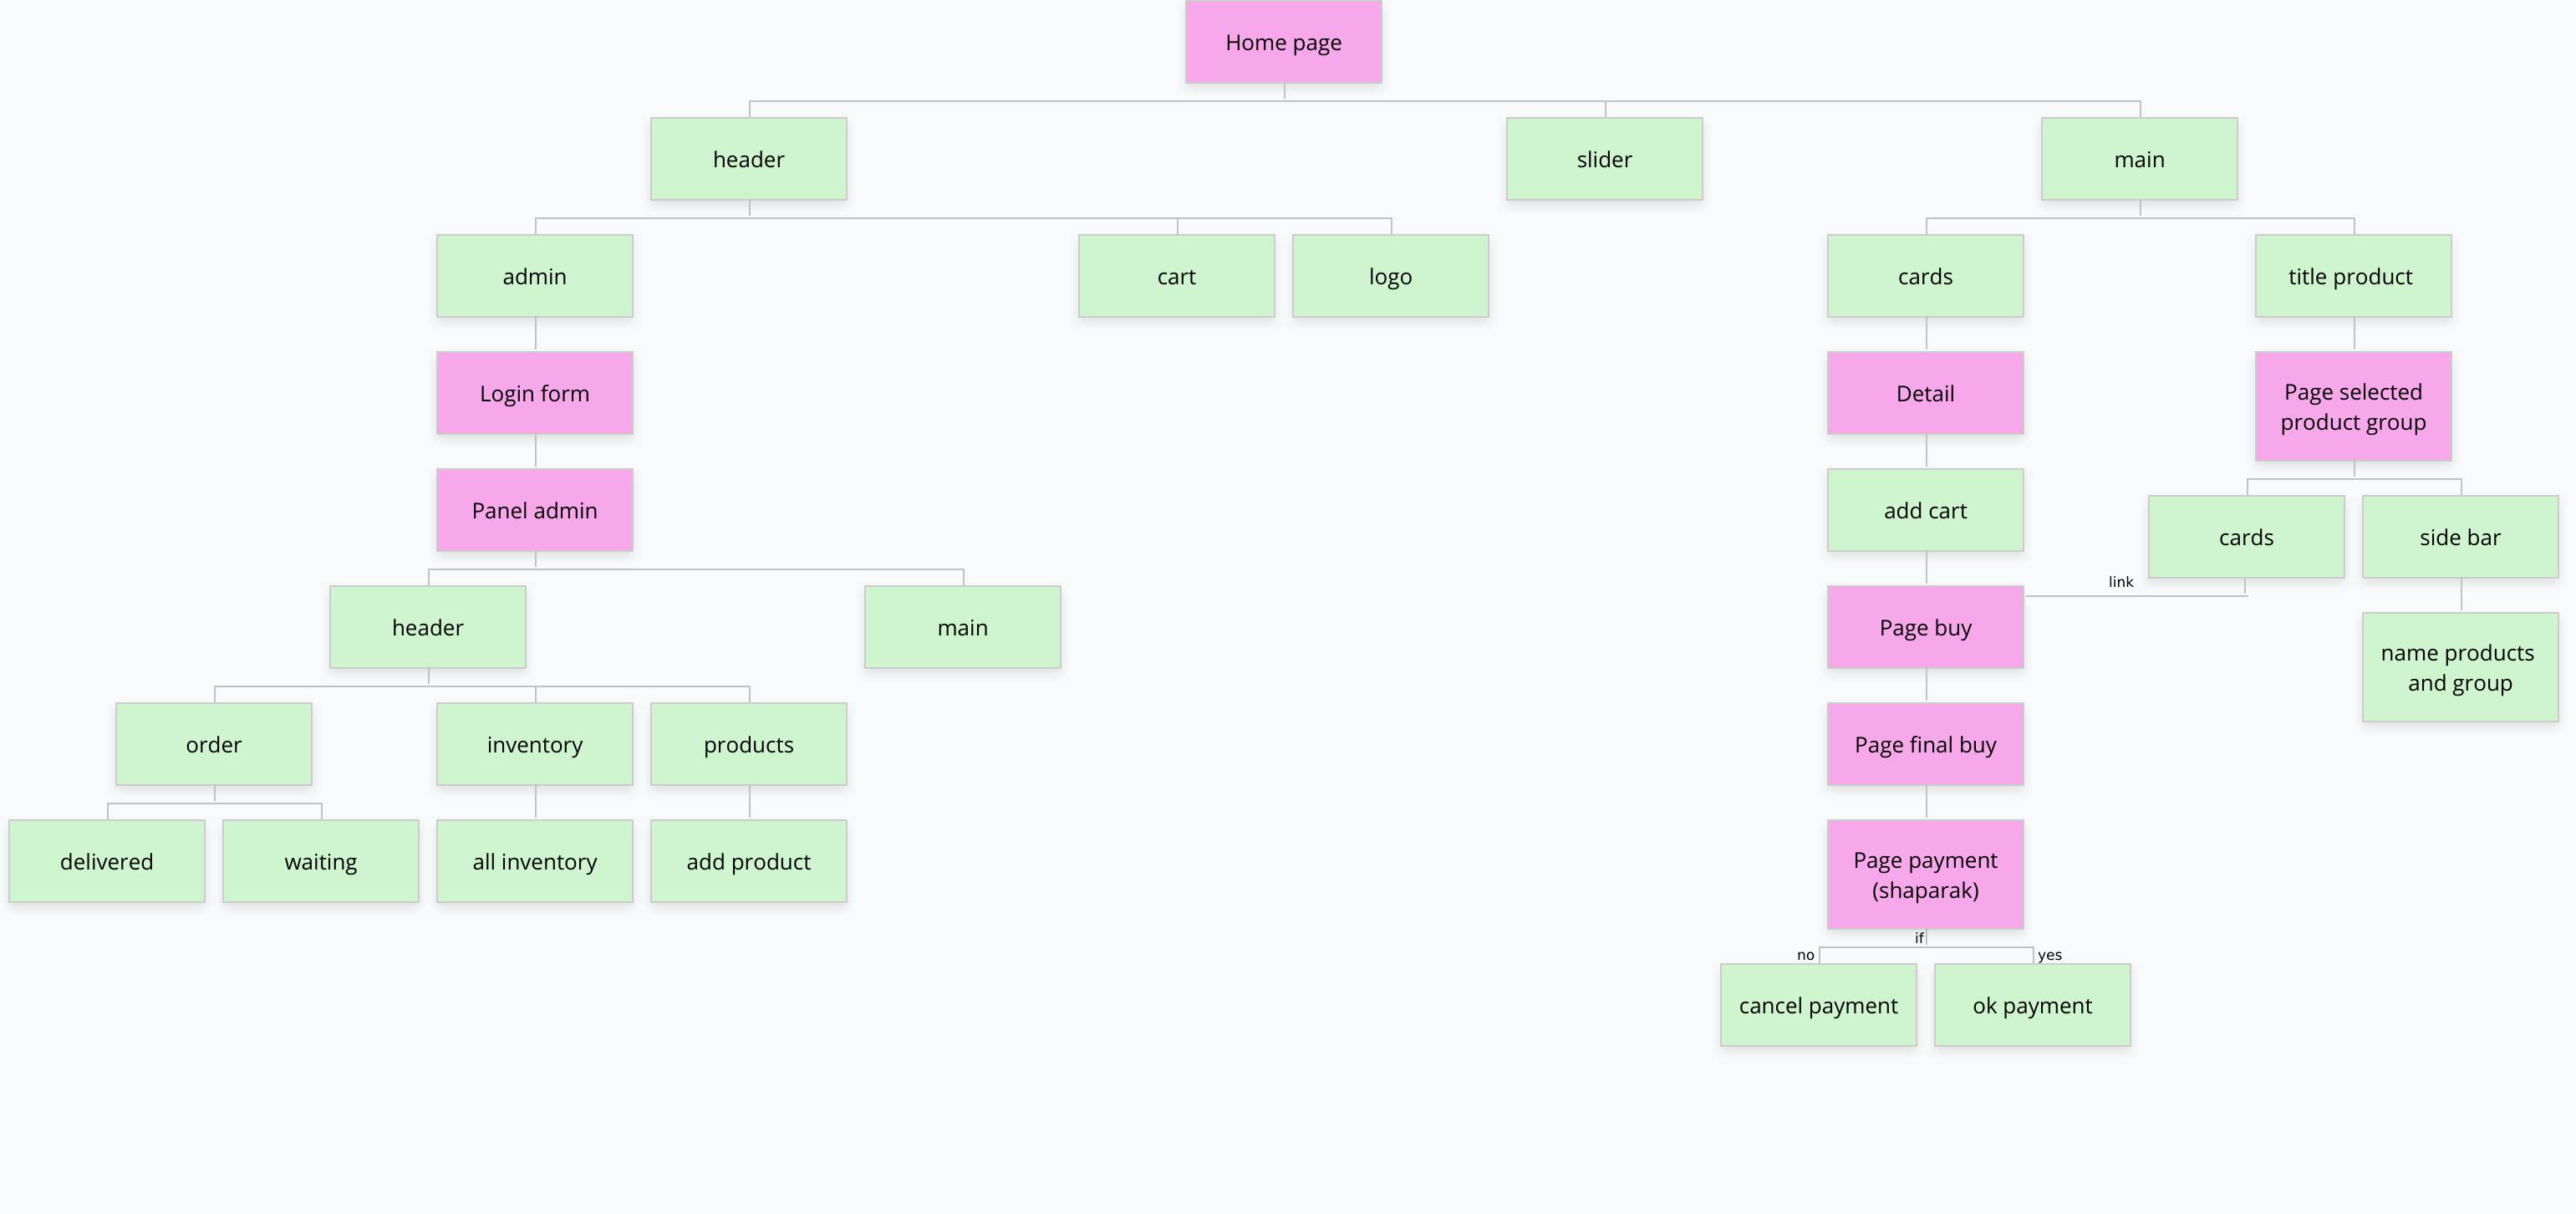 Home page
header
slider
main
admin
cart
logo
cards
title product
Login form
Detail
Page selected
product group
Panel admin
add cart
cards
side bar
link
header
main
Page buy
name products
and group
order
inventory
products
Page final buy
delivered
waiting
all inventory
add product
Page payment
(shaparak)
if
no
yes
cancel payment
ok payment